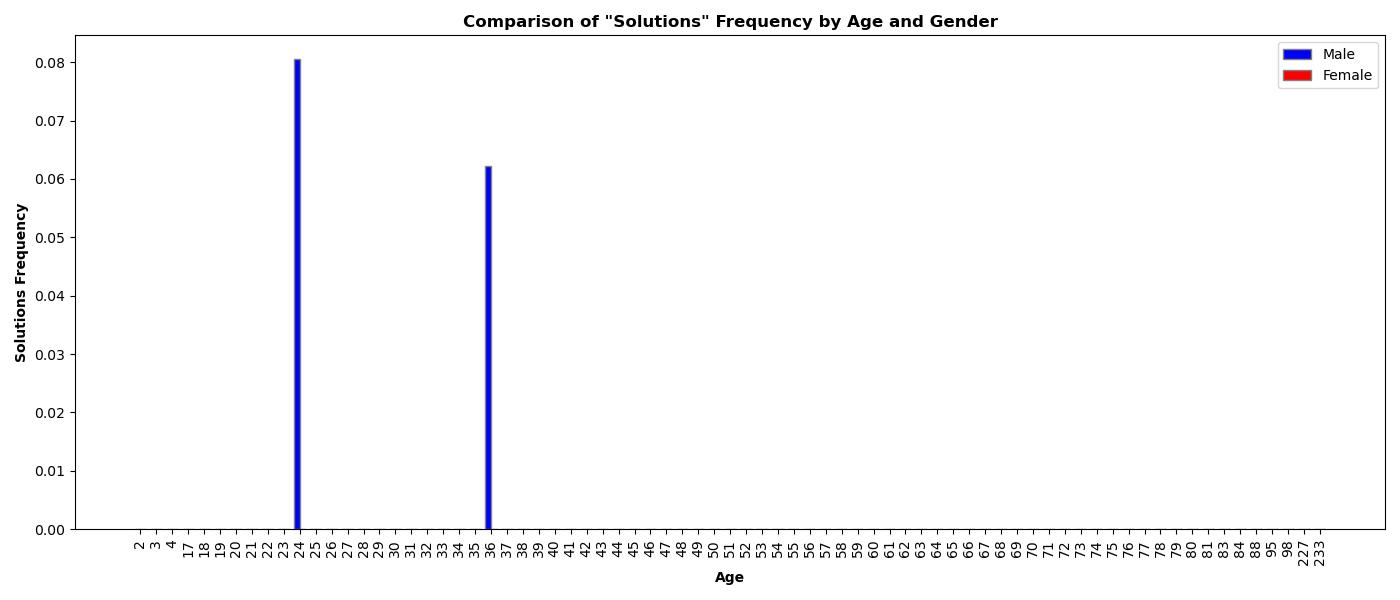 Comparison of "Solutions" Frequency by Age and Gender
Male
Female
Solutions Frequency
0.08
0.07
0.06
0.05
0.04
0.03
0.02
0.01
0.00
2 3 4 17 18 19 20 21 22 23 24 25 26 27 28 29 30 31 32 33 34 35 36 37 38 39 40 41 42 43 44 45 46 47 48 49 50 51 52 53 54 55 56 57 58 59 60 61 62 63 64 65 66 67 68 69 70 71 72 73 74 75 76 77 78 79 80 81 83 84 88 95 98 227 233
Age